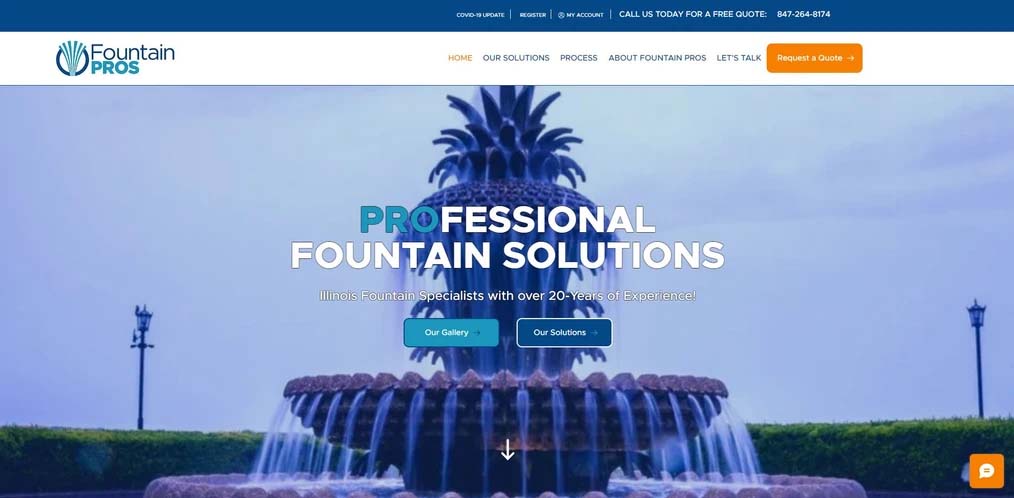 COVID-19 UPDATE REGISTER MY ACCOUNT CALL US TODAY FOR A FREE QUOTE: 847-264-8174
Fountain
PROS
HOME OUR SOLUTIONS PROCESS ABOUT FOUNTAIN PROS LET'S TALK Request a Quote →
PROFESSIONAL
FOUNTAIN SOLUTIONS
Illinois Fountain Specialists with over 20-Years of Experience!
Our Gallery → Our Solutions →